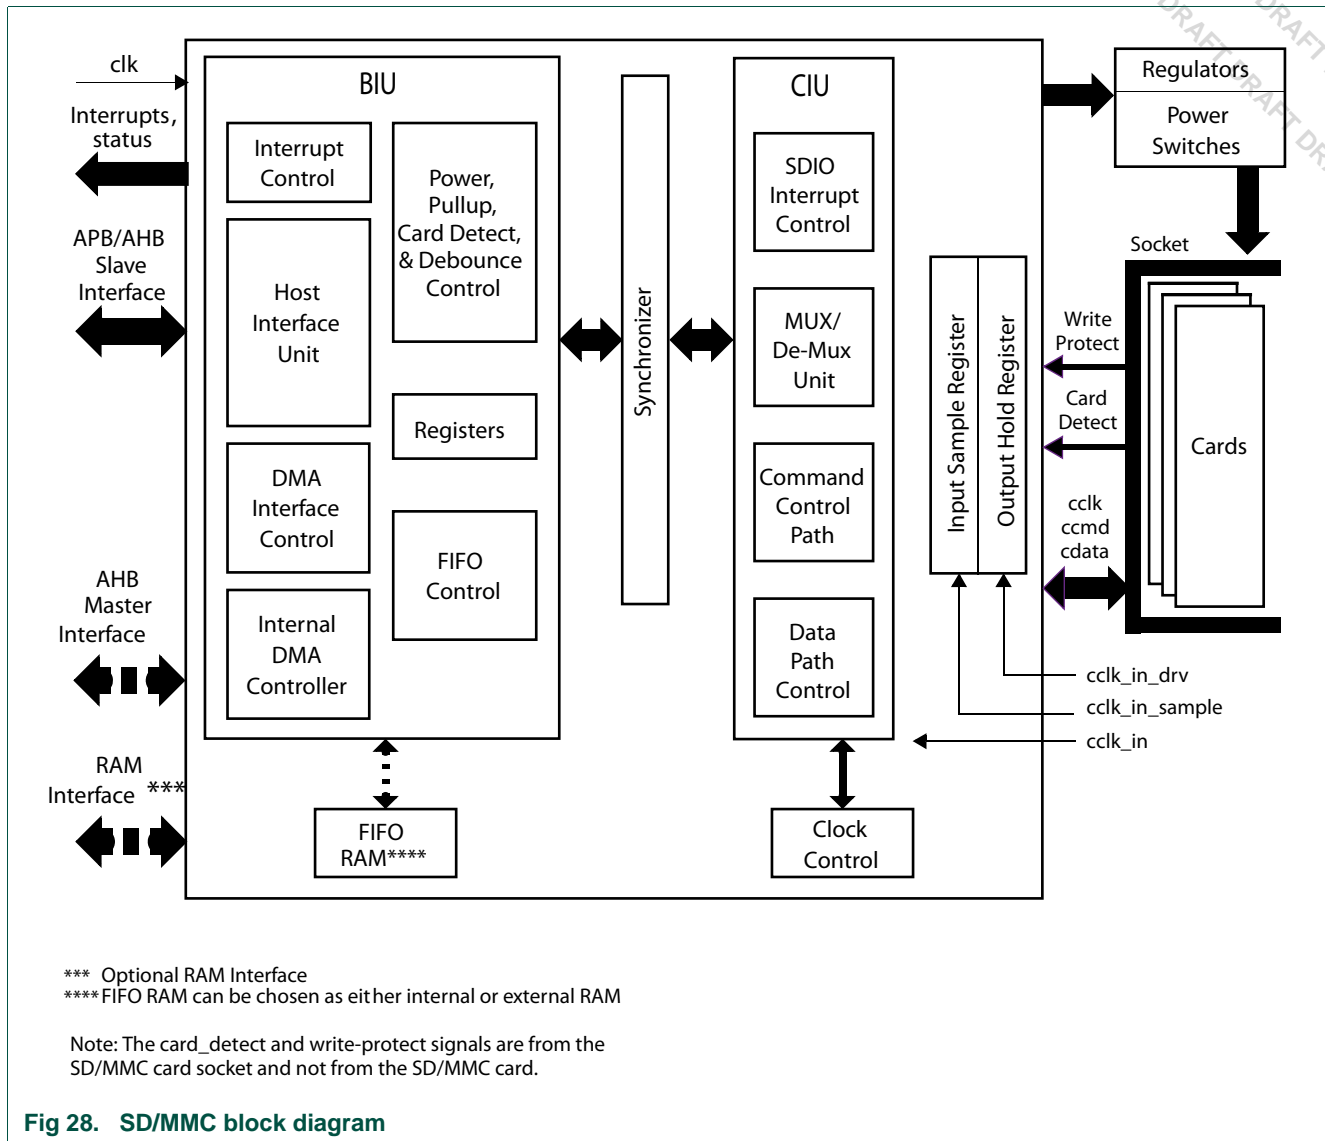 DRAFT
DRAFT DRAFT DR
clk
Interrupts,
status
APB/AHB
Slave
Interface
AHB
Master
Interface
RAM
Interface ***
BIU
Interrupt
Control
Host
Interface
Unit
DMA
Interface
Control
Internal
DMA
Controller
Power,
Pullup,
Card Detect,
& Debounce
Control
Registers
FIFO
Control
FIFO
RAM****
Synchronizer
CIU
SDIO
Interrupt
Control
MUX/
De-Mux
Unit
Command
Control
Path
Data
Path
Control
Clock
Control
Input Sample Register
Output Hold Register
Regulators
Power
Switches
Socket
Write
Protect
Card
Detect
cclk
ccmd
cdata
Cards
cclk_in_drv
cclk_in_sample
cclk_in
*** Optional RAM Interface
****FIFO RAM can be chosen as either internal or external RAM
Note: The card_detect and write-protect signals are from the
SD/MMC card socket and not from the SD/MMC card.
Fig 28. SD/MMC block diagram